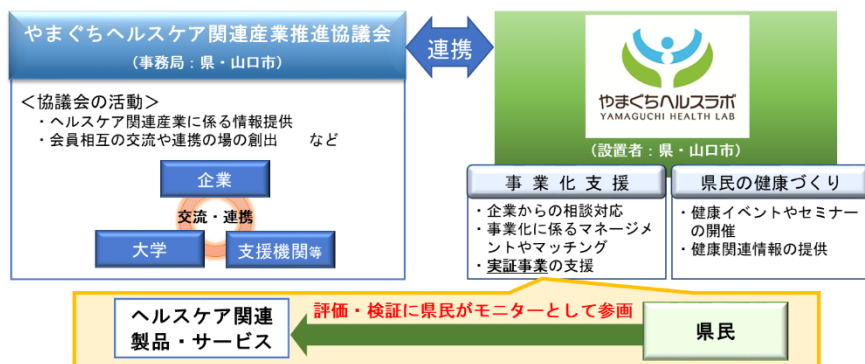 やまぐちヘルスケア関連産業推進協議会
（事務局：県・山口市）
＜協議会の活動＞
・ヘルスケア関連産業に係る情報提供
・会員相互の交流や連携の場の創出　など
企業
交流・連携
大学
支援機関等
連携
やまぐちヘルスラボ
YAMAGUCHI HEALTH LAB
（設置者：県・山口市）
事業化支援
・企業からの相談対応
・事業化に係るマネージメ
ントやマッチング
・実証事業の支援
県民の健康づくり
・健康イベントやセミナー
の開催
・健康関連情報の提供
ヘルスケア関連
製品・サービス
評価・検証に県民がモニターとして参画
県民